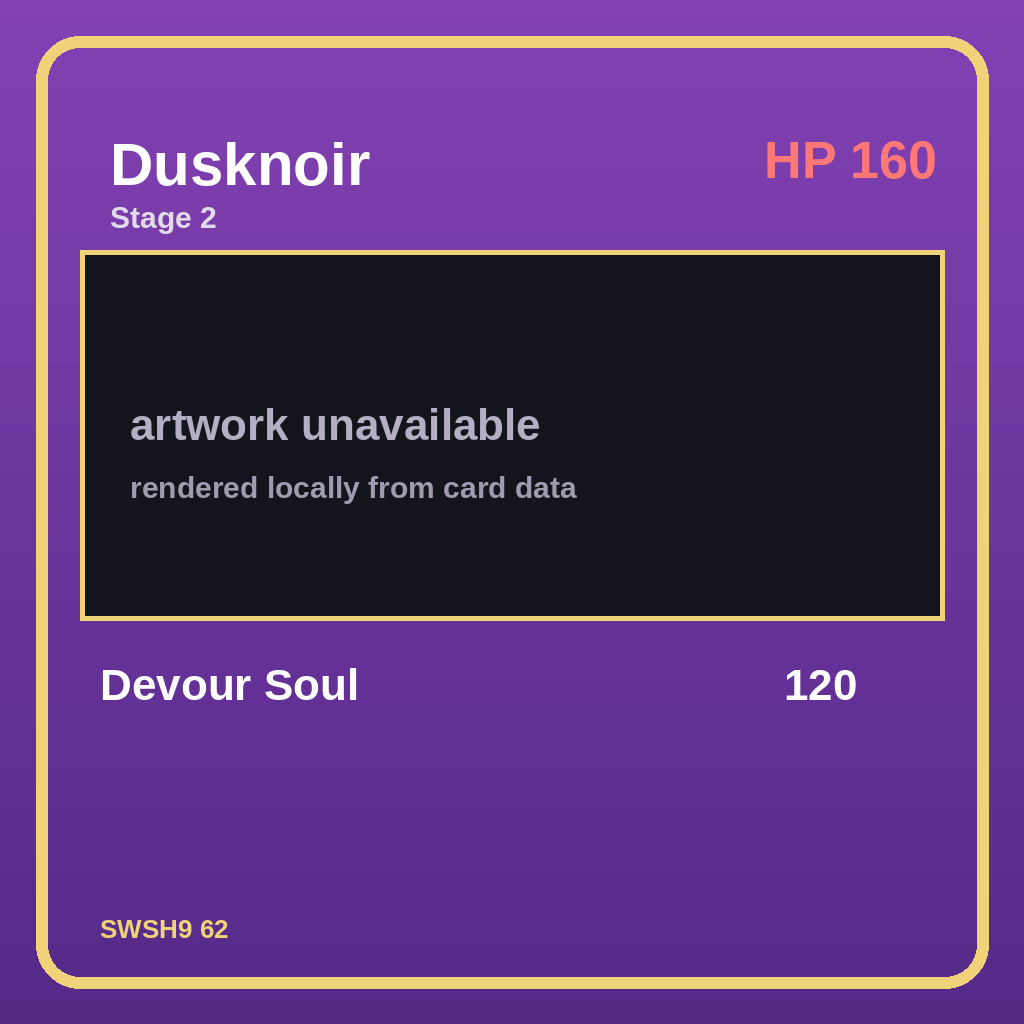 Dusknoir
HP 160
Stage 2
artwork unavailable
rendered locally from card data
Devour Soul
120
SWSH9 62